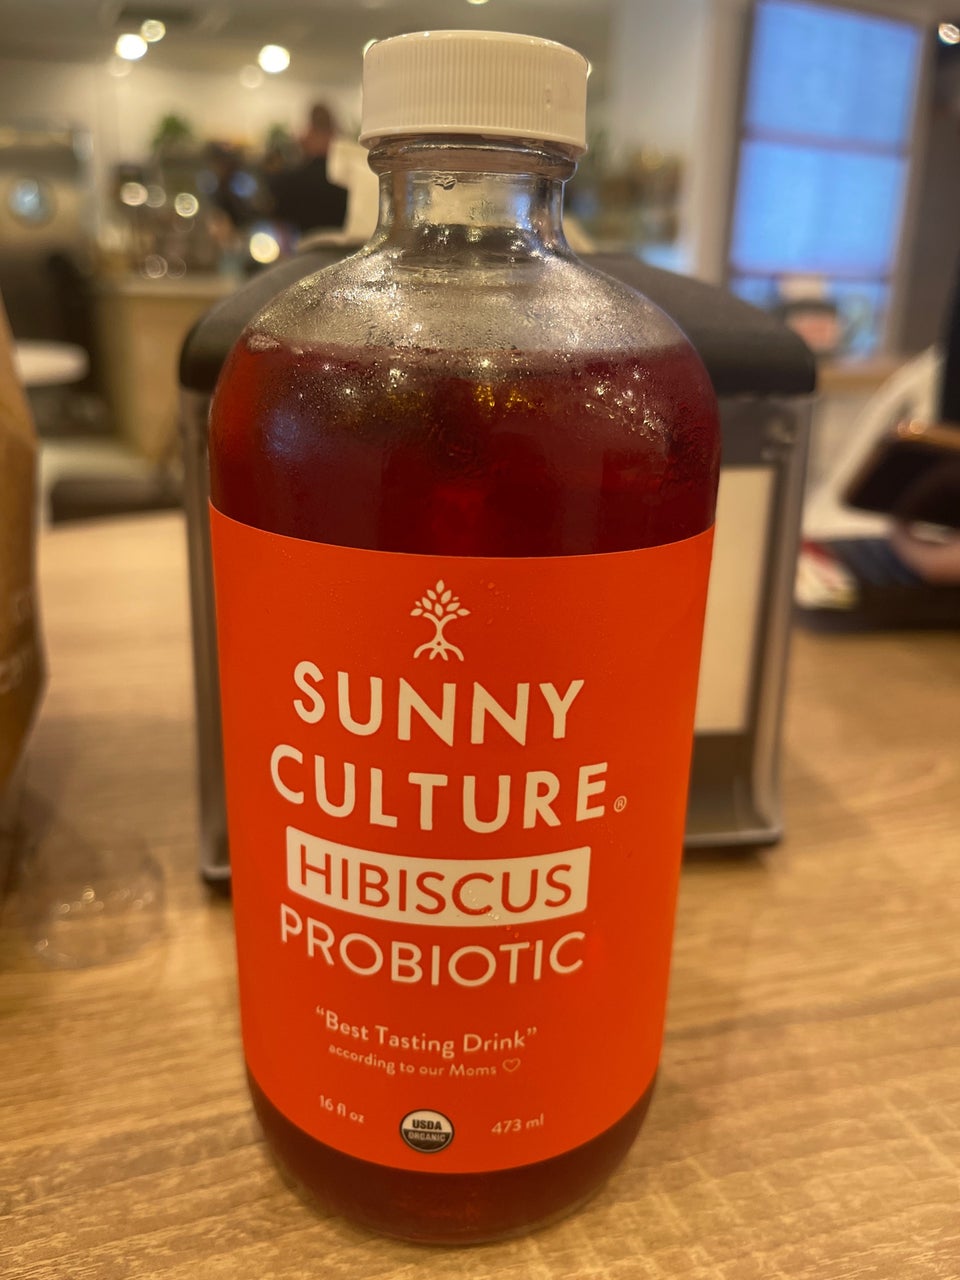 SUNNY
CULTURE®
HIBISCUS
PROBIOTIC
“Best Tasting Drink”
according to our Moms ♡
16 fl oz
USDA
ORGANIC
473 ml